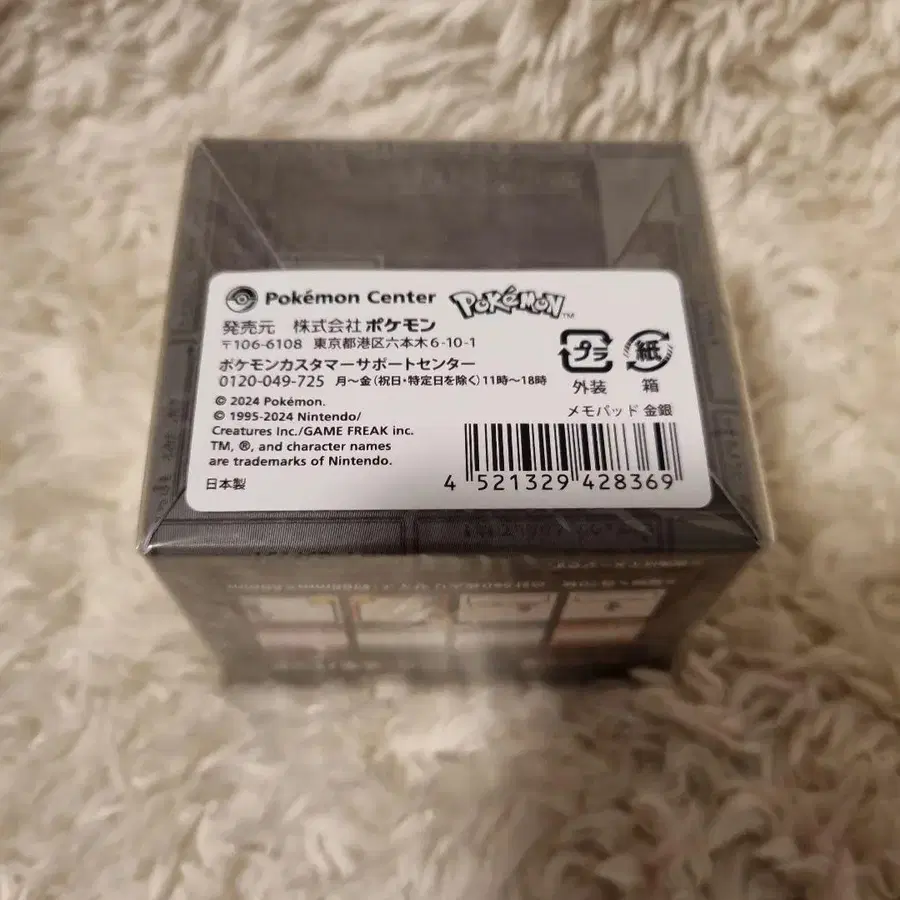 Pokémon Center POKéMON TM
発売元 株式会社 ポケモン
〒106-6108 東京都港区六本木6-10-1
ポケモンカスタマーサポートセンター
0120-049-725 月〜金(祝日・特定日を除く)11時〜18時
プラ
外装
紙
箱
© 2024 Pokémon.
© 1995-2024 Nintendo/
Creatures Inc./GAME FREAK inc.
TM, ®, and character names
are trademarks of Nintendo.
日本製
メモパッド 金銀
4 521329 428369